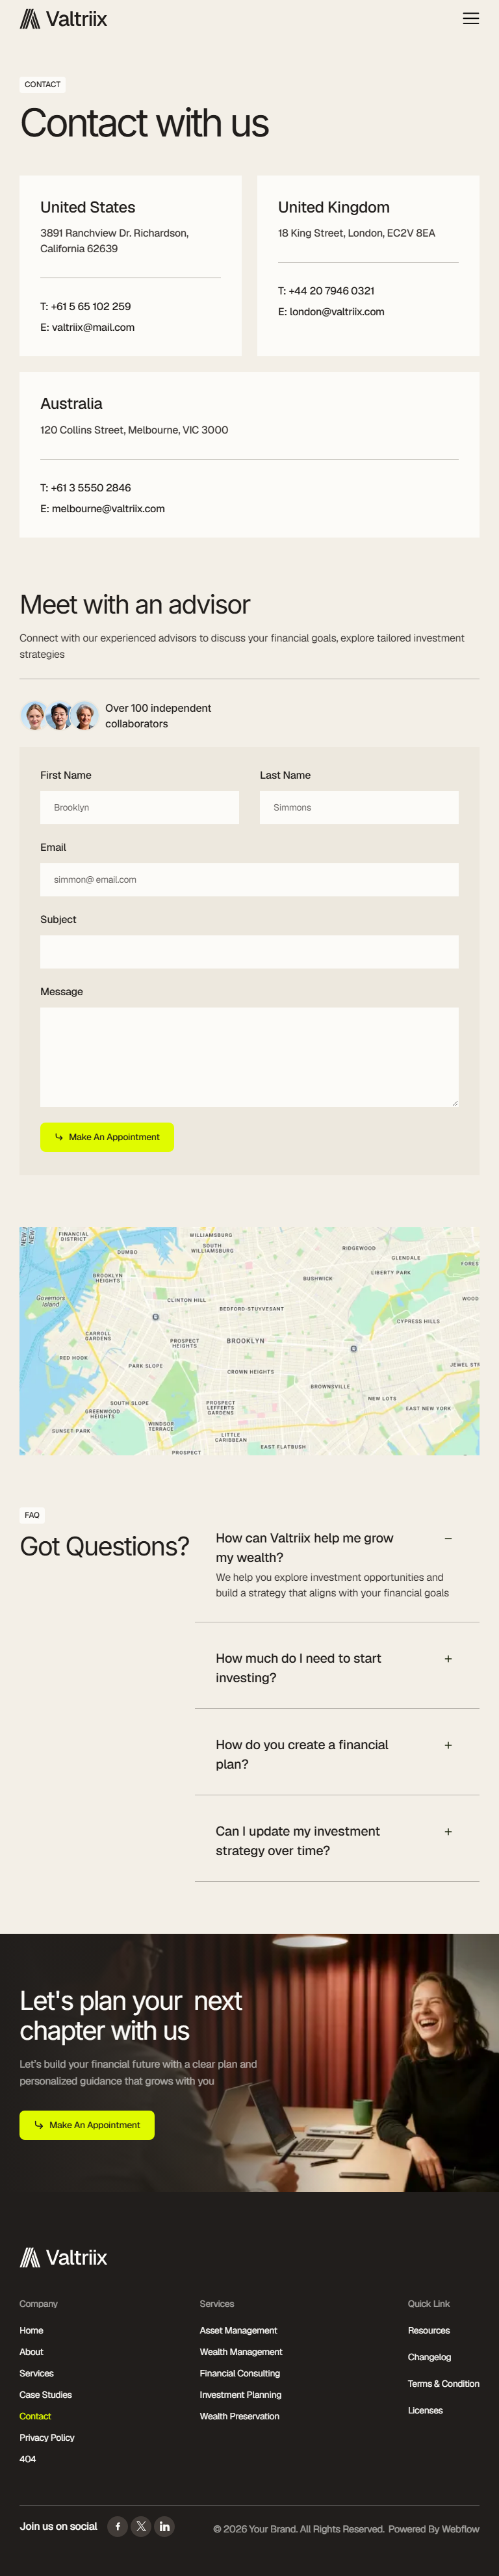 Valtriix
CONTACT
Contact with us
United States
3891 Ranchview Dr. Richardson,
California 62639
T: +61 5 65 102 259
E: valtriix@mail.com
United Kingdom
18 King Street, London, EC2V 8EA
T: +44 20 7946 0321
E: london@valtriix.com
Australia
120 Collins Street, Melbourne, VIC 3000
T: +61 3 5550 2846
E: melbourne@valtriix.com
Meet with an advisor
Connect with our experienced advisors to discuss your financial goals, explore tailored investment
strategies
Over 100 independent
collaborators
First Name
Last Name
Brooklyn
Simmons
Email
simmon@ email.com
Subject
Message
Make An Appointment
NEW
NEW
FINANCIAL
DISTRICT
DUMBO
WILLIAMSBURG
SOUTH
WILLIAMSBURG
RIDGEWOOD
GLENDALE
FORES
LIBERTY PARK
BROOKLYN
HEIGHTS
BUSHWICK
Governors
Island
CLINTON HILL
BEDFORD-STUYVESANT
WOOD
CYPRESS HILLS
CARROLL
GARDENS
PROSPECT
HEIGHTS
BROOKLYN
RED HOOK
PARK SLOPE
CROWN HEIGHTS
JEWEL STR
BROWNSVILLE
NEW LOTS
SOUTH SLOPE
PROSPECT
LEFFERTS
GARDENS
EAST NEW YORK
GREENWOOD
HEIGHTS
WINDSOR
TERRACE
SUNSET PARK
LITTLE
CARIBBEAN
EAST FLATBUSH
PROSPECT
FAQ
Got Questions?
How can Valtriix help me grow
my wealth?
We help you explore investment opportunities and
build a strategy that aligns with your financial goals
How much do I need to start
investing?
How do you create a financial
plan?
Can I update my investment
strategy over time?
Let's plan your  next
chapter with us
Let's build your financial future with a clear plan and
personalized guidance that grows with you
Make An Appointment
Valtriix
Company
Home
About
Services
Case Studies
Contact
Privacy Policy
404
Services
Asset Management
Wealth Management
Financial Consulting
Investment Planning
Wealth Preservation
Quick Link
Resources
Changelog
Terms & Condition
Licenses
Join us on social
© 2026 Your Brand. All Rights Reserved. Powered By Webflow